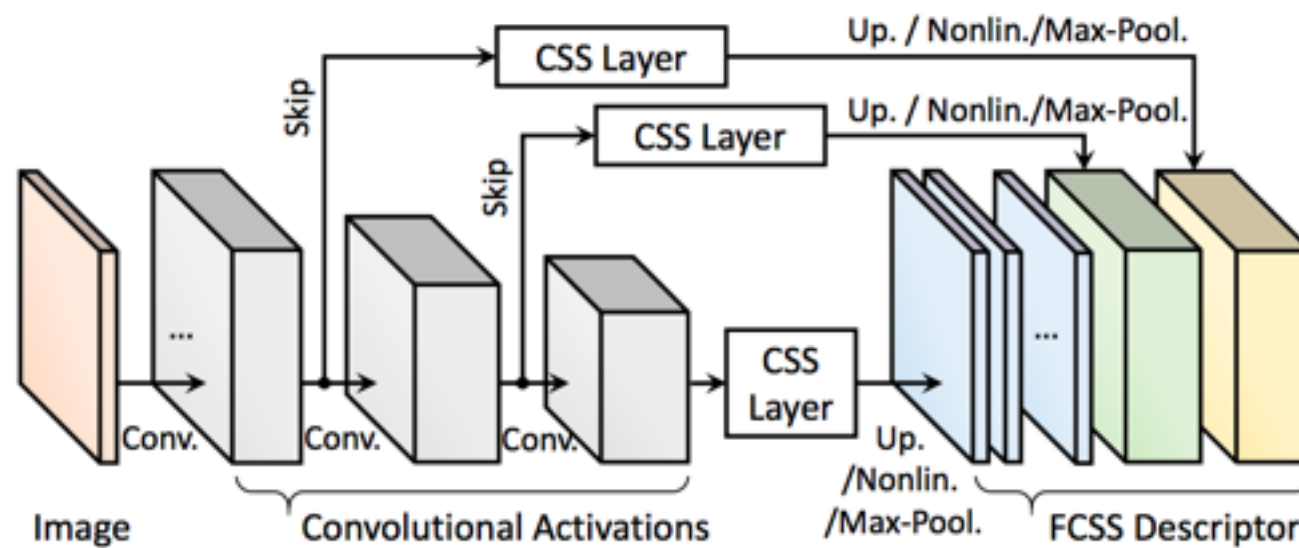 CSS Layer
Up. / Nonlin./Max-Pool.
Skip
CSS Layer
Up. / Nonlin./Max-Pool.
Skip
...
...
CSS
Layer
Conv.
Conv.
Conv.
Up.
/Nonlin.
/Max-Pool.
Image
Convolutional Activations
FCSS Descriptor